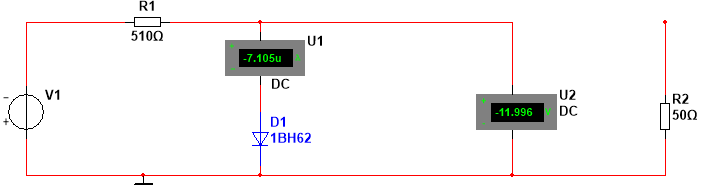 R1
510Ω
V1
U1
-7.105u A
DC
D1
1BH62
U2
-11.996 V
DC
R2
50Ω